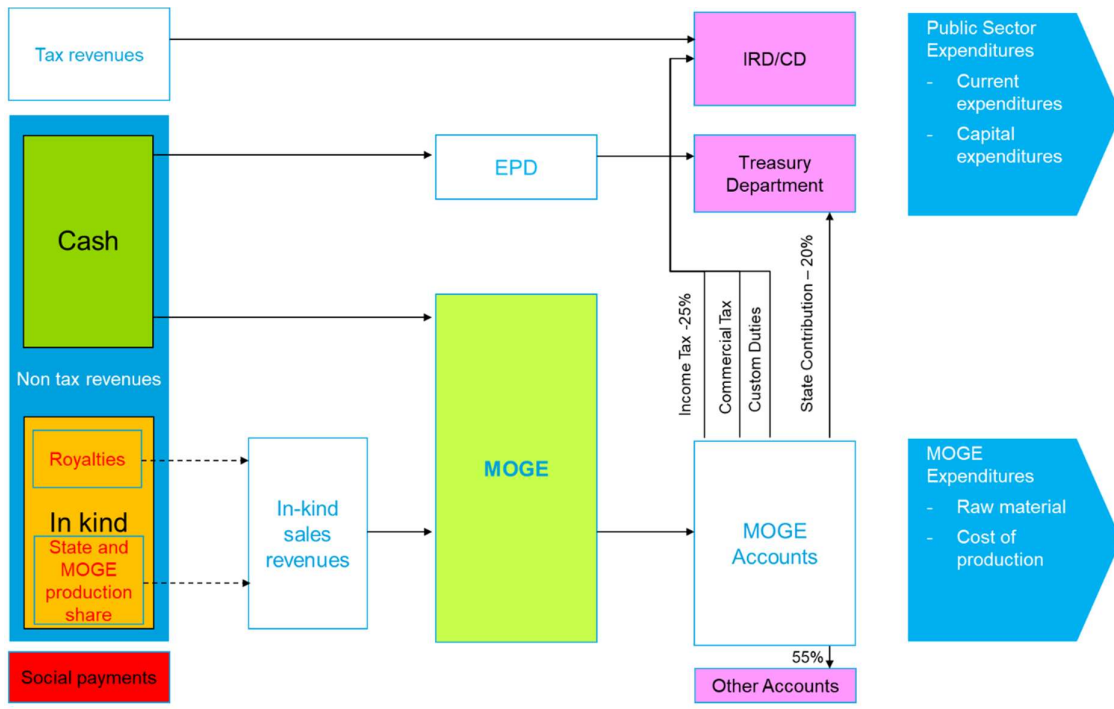 Tax revenues
IRD/CD
Public Sector
Expenditures
- Current
expenditures
- Capital
expenditures
EPD
Treasury
Department
Cash
Non tax revenues
Income Tax -25%
Commercial Tax
Custom Duties
State Contribution – 20%
Royalties
In kind
State and
MOGE
production
share
In-kind
sales
revenues
MOGE
MOGE
Accounts
MOGE
Expenditures
- Raw material
- Cost of
production
55%
Social payments
Other Accounts